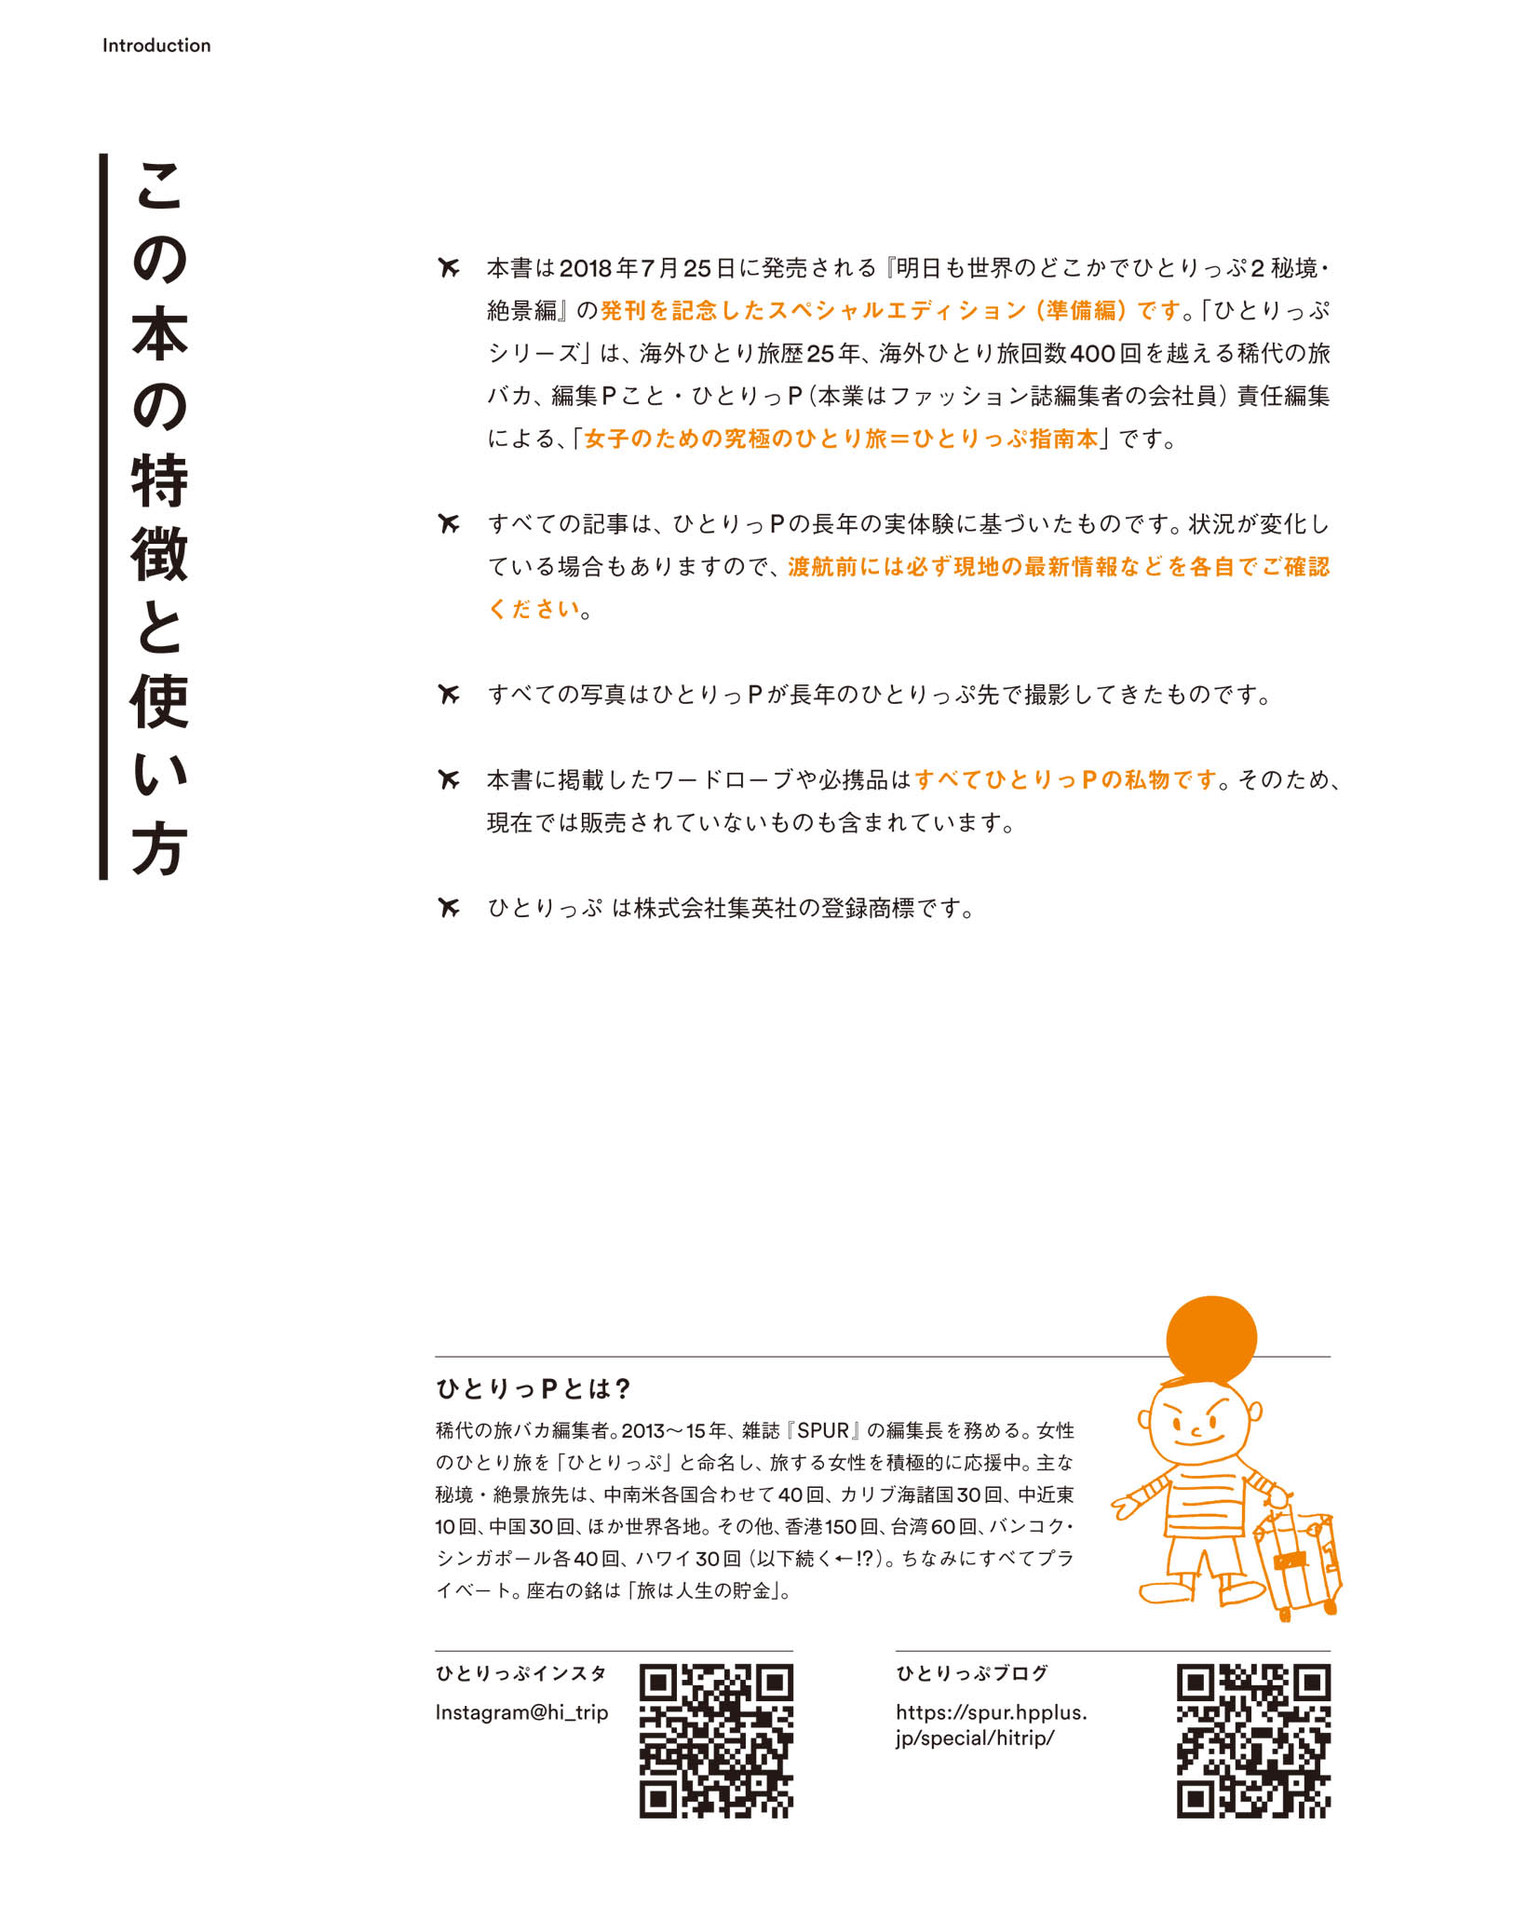 Introduction
この本の特徴と使い方
本書は2018年7月25日に発売される『明日も世界のどこかでひとりっぷ2 秘境・
絶景編』の発刊を記念したスペシャルエディション（準備編）です。「ひとりっぷ
シリーズ」は、海外ひとり旅歴25年、海外ひとり旅回数400回を越える稀代の旅
バカ、編集Pこと・ひとりっP（本業はファッション誌編集者の会社員）責任編集
による、「女子のための究極のひとり旅＝ひとりっぷ指南本」です。
すべての記事は、ひとりっPの長年の実体験に基づいたものです。状況が変化し
ている場合もありますので、渡航前には必ず現地の最新情報などを各自でご確認
ください。
すべての写真はひとりっPが長年のひとりっぷ先で撮影してきたものです。
本書に掲載したワードローブや必携品はすべてひとりっPの私物です。そのため、
現在では販売されていないものも含まれています。
ひとりっぷ は株式会社集英社の登録商標です。
ひとりっPとは？
稀代の旅バカ編集者。2013〜15年、雑誌『SPUR』の編集長を務める。女性
のひとり旅を「ひとりっぷ」と命名し、旅する女性を積極的に応援中。主な
秘境・絶景旅先は、中南米各国合わせて40回、カリブ海諸国30回、中近東
10回、中国30回、ほか世界各地。その他、香港150回、台湾60回、バンコク・
シンガポール各40回、ハワイ30回（以下続く←!?）。ちなみにすべてプラ
イベート。座右の銘は「旅は人生の貯金」。
ひとりっぷインスタ
Instagram@hi_trip
ひとりっぷブログ
https://spur.hpplus.
jp/special/hitrip/